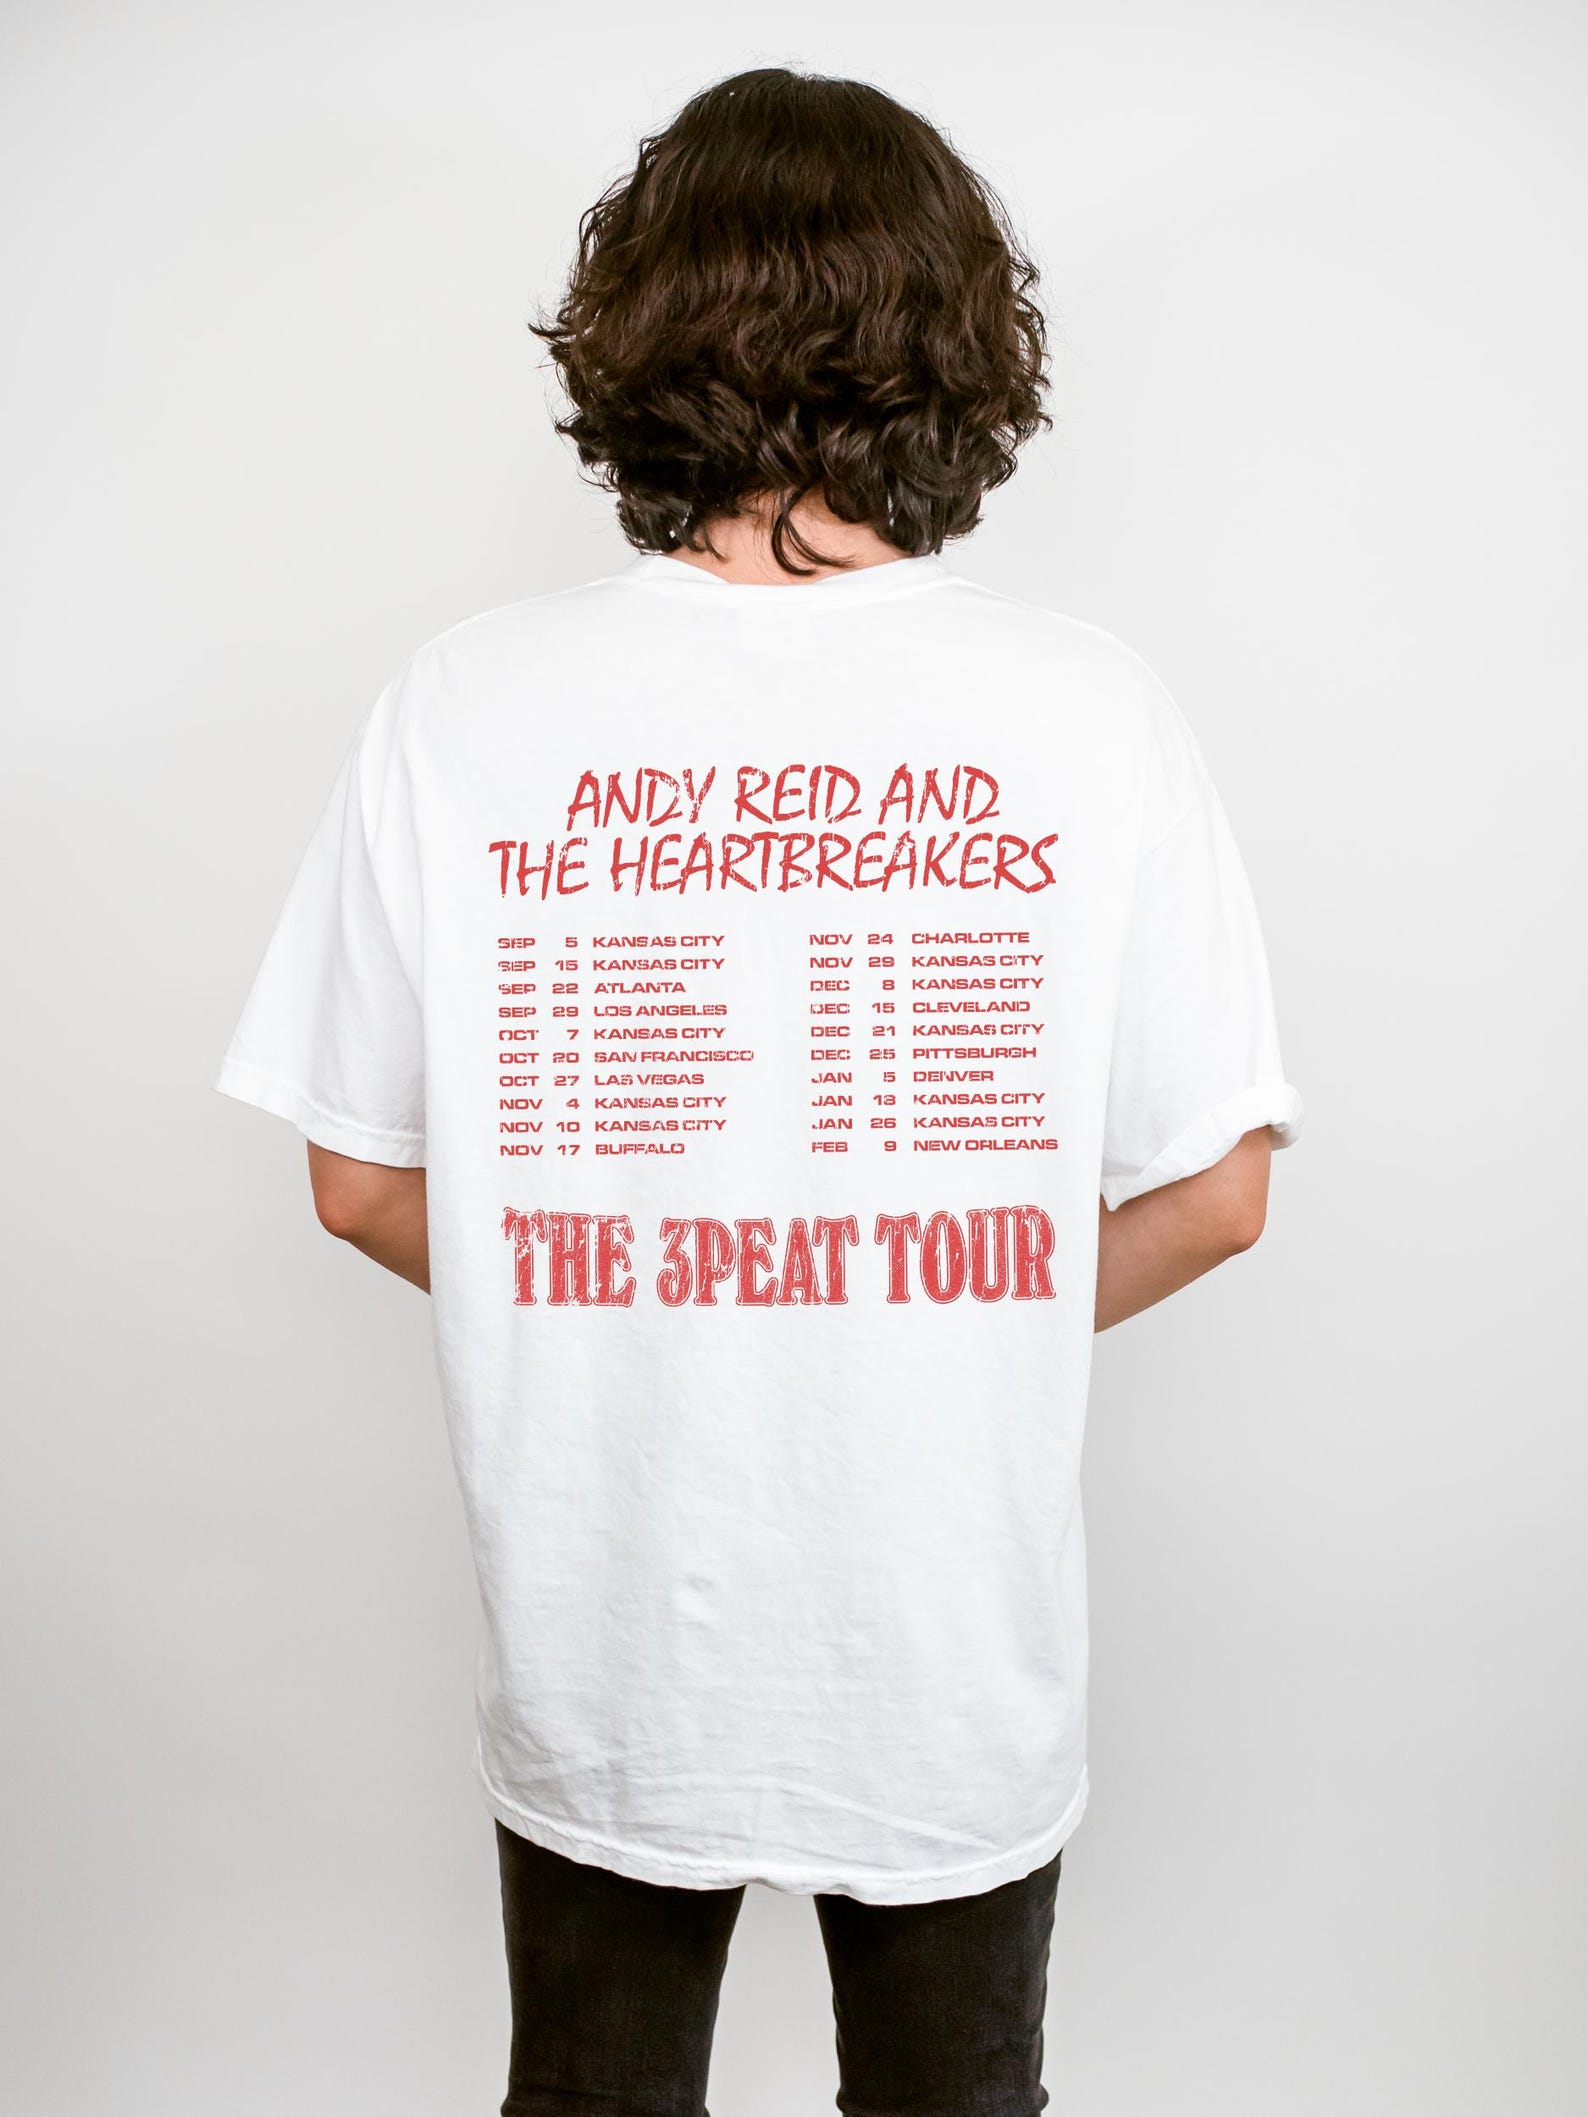 ANDY REID AND
THE HEARTBREAKERS
SEP 5 KANSAS CITY
SEP 15 KANSAS CITY
SEP 22 ATLANTA
SEP 29 LOS ANGELES
OCT 7 KANSAS CITY
OCT 20 SAN FRANCISCO
OCT 27 LAS VEGAS
NOV 4 KANSAS CITY
NOV 10 KANSAS CITY
NOV 17 BUFFALO
NOV 24 CHARLOTTE
NOV 29 KANSAS CITY
DEC 8 KANSAS CITY
DEC 15 CLEVELAND
DEC 21 KANSAS CITY
DEC 25 PITTSBURGH
JAN 5 DENVER
JAN 18 KANSAS CITY
JAN 26 KANSAS CITY
FEB 9 NEW ORLEANS
THE 3PEAT TOUR